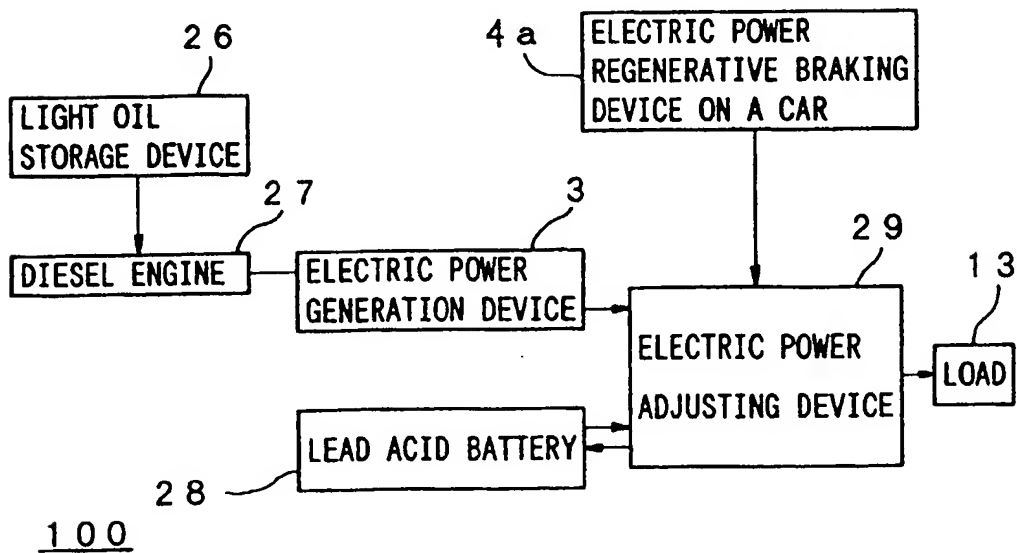 26
LIGHT OIL
STORAGE DEVICE
4a
ELECTRIC POWER
REGENERATIVE BRAKING
DEVICE ON A CAR
27
DIESEL ENGINE
3
ELECTRIC POWER
GENERATION DEVICE
29
ELECTRIC POWER
ADJUSTING DEVICE
13
LOAD
LEAD ACID BATTERY
28
100